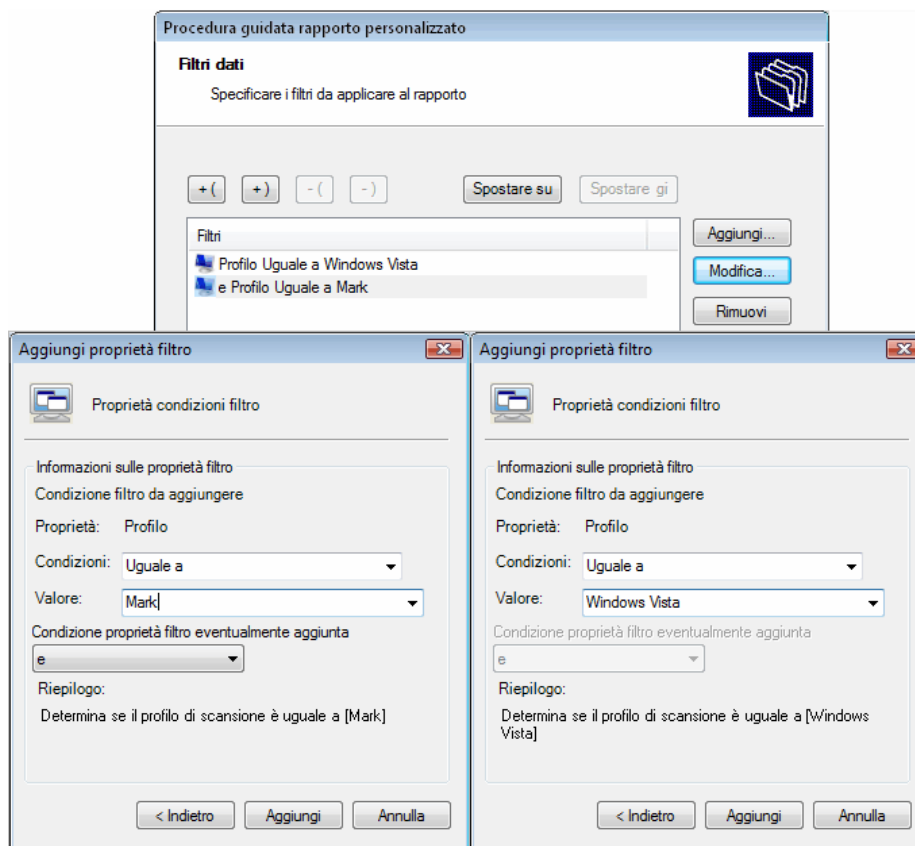 Procedura guidata rapporto personalizzato
Filtri dati
Specificare i filtri da applicare al rapporto
+ ( + ) - ( - ) Spostare su Spostare gi
Filtri
Aggiungi...
Profilo Uguale a Windows Vista
Modifica...
e Profilo Uguale a Mark
Rimuovi
Aggiungi proprietà filtro
Proprietà condizioni filtro
Informazioni sulle proprietà filtro
Condizione filtro da aggiungere
Proprietà: Profilo
Condizioni: Uguale a
Valore: Mark
Condizione proprietà filtro eventualmente aggiunta
e
Riepilogo:
Determina se il profilo di scansione è uguale a [Mark]
< Indietro Aggiungi Annulla
Aggiungi proprietà filtro
Proprietà condizioni filtro
Informazioni sulle proprietà filtro
Condizione filtro da aggiungere
Proprietà: Profilo
Condizioni: Uguale a
Valore: Windows Vista
Condizione proprietà filtro eventualmente aggiunta
e
Riepilogo:
Determina se il profilo di scansione è uguale a [Windows
Vista]
< Indietro Aggiungi Annulla